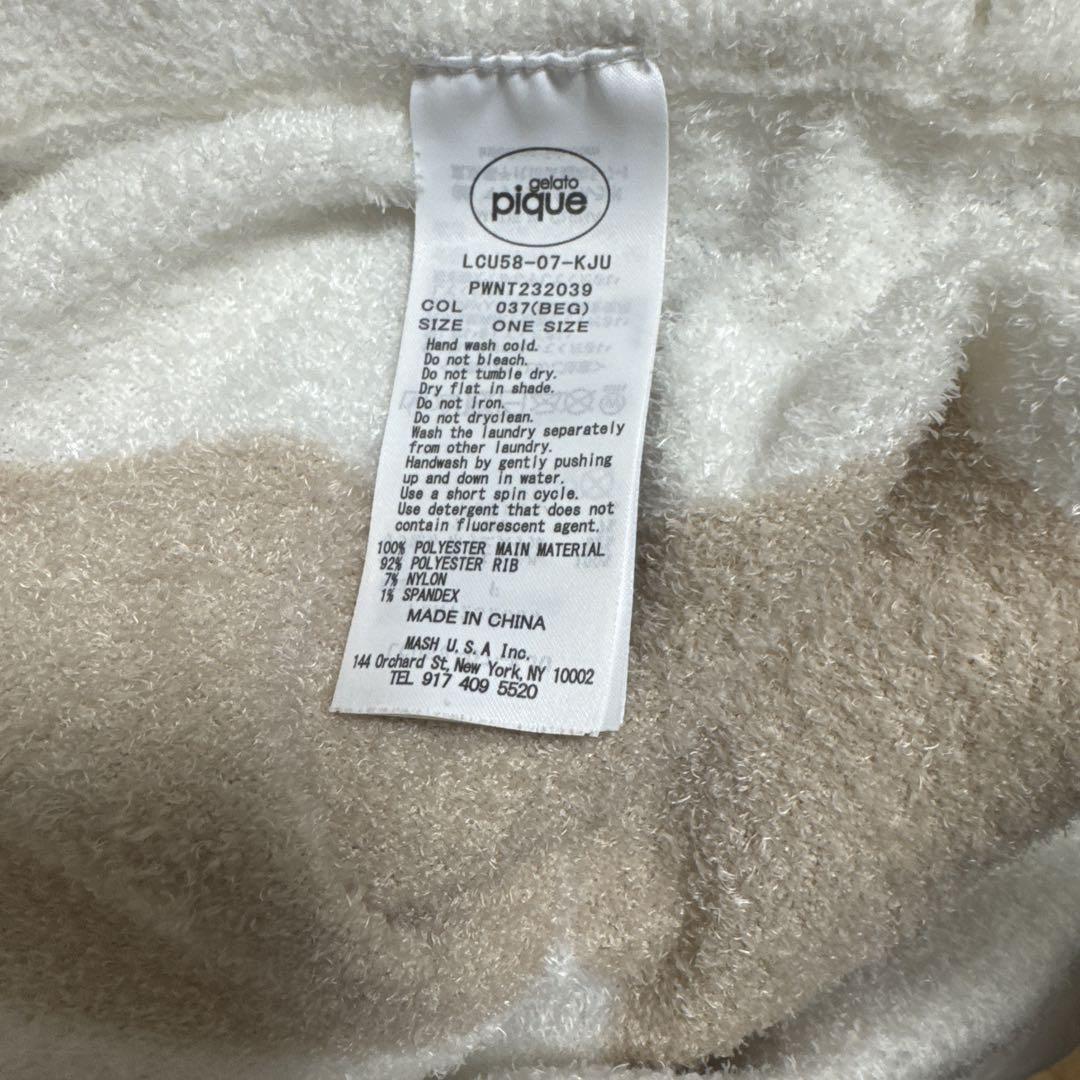 gelato
pique
LCU58-07-KJU
PWNT232039
COL 037(BEG)
SIZE ONE SIZE
Hand wash cold.
Do not bleach.
Do not tumble dry.
Dry flat in shade.
Do not iron.
Do not dryclean.
Wash the laundry separately
from other laundry.
Handwash by gently pushing
up and down in water.
Use a short spin cycle.
Use detergent that does not
contain fluorescent agent.
100% POLYESTER MAIN MATERIAL
92% POLYESTER RIB
7% NYLON
1% SPANDEX
MADE IN CHINA
MASH U.S.A Inc.
144 Orchard St, New York, NY 10002
TEL 917 409 5520